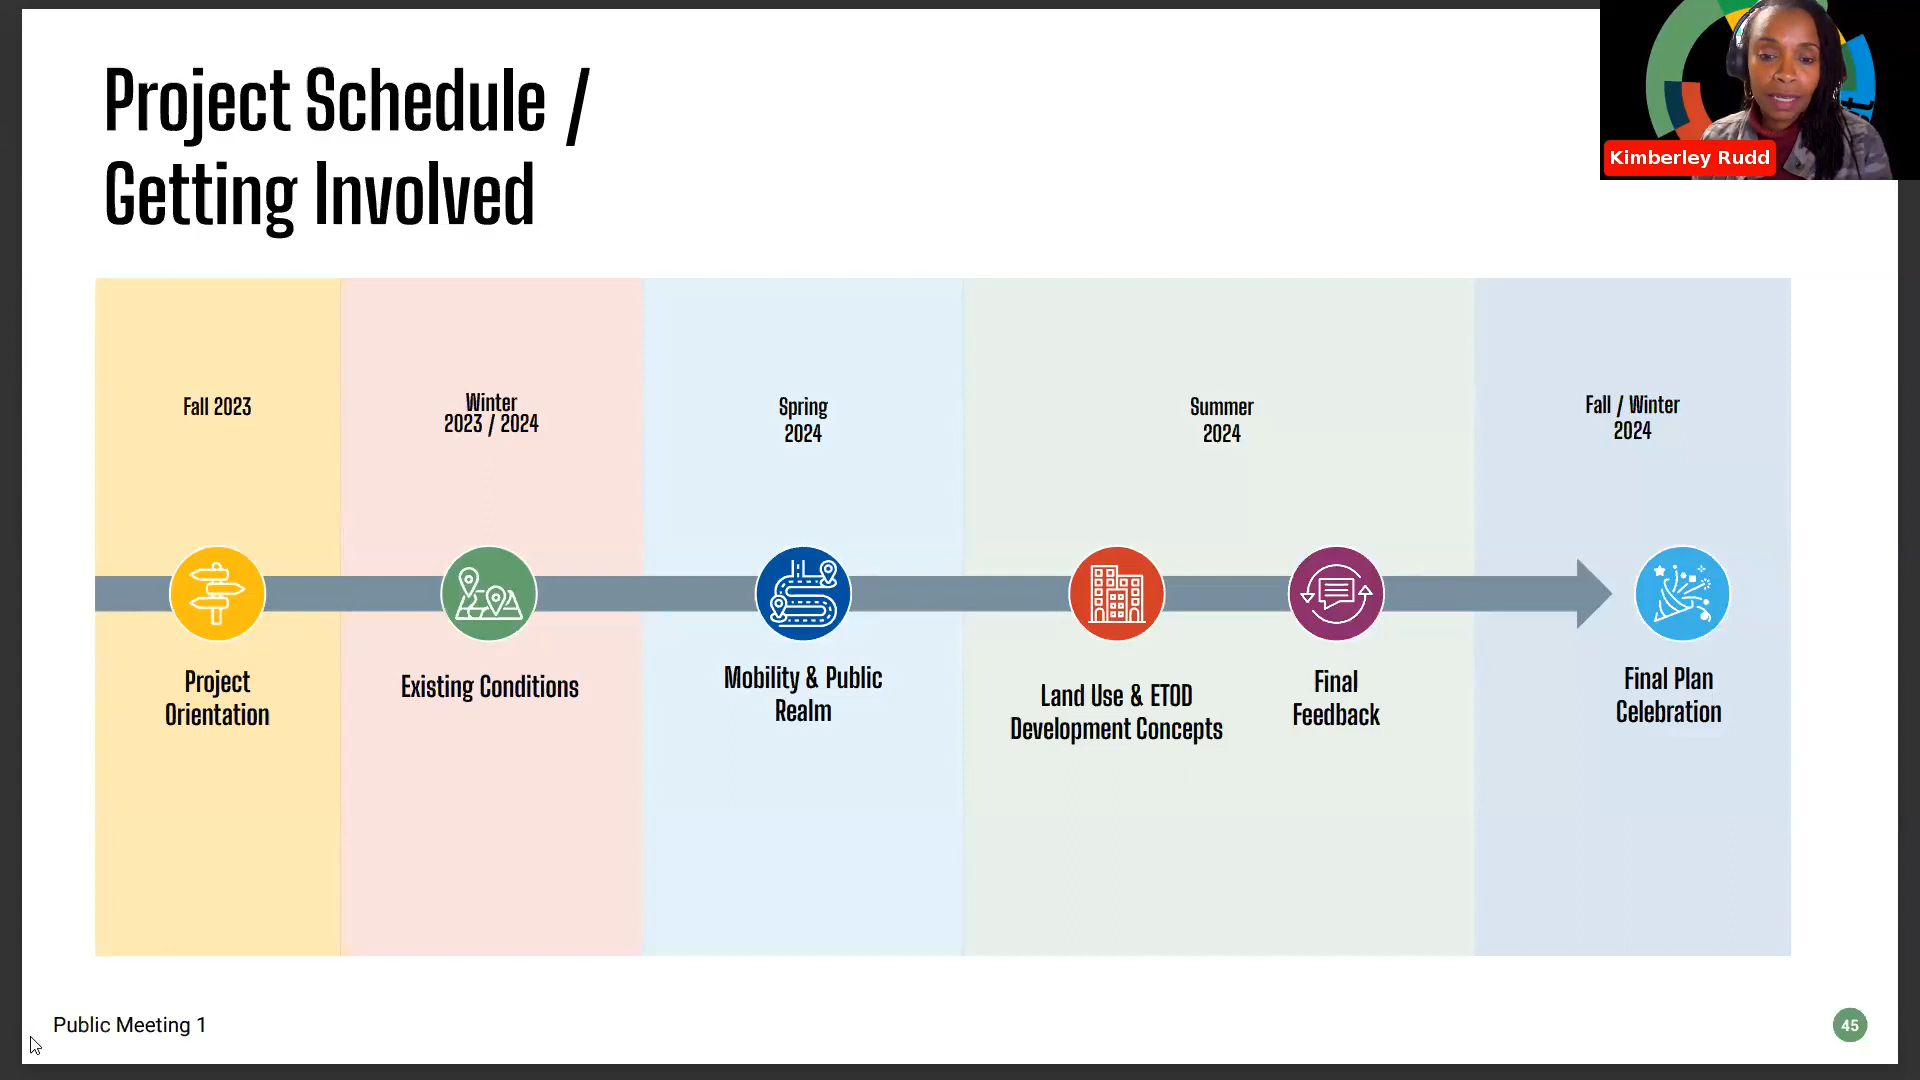 Project Schedule /
Getting Involved
Kimberley Rudd
Fall 2023
Winter
2023 / 2024
Spring
2024
Summer
2024
Fall / Winter
2024
Project
Orientation
Existing Conditions
Mobility & Public
Realm
Land Use & ETOD
Development Concepts
Final
Feedback
Final Plan
Celebration
Public Meeting 1
45